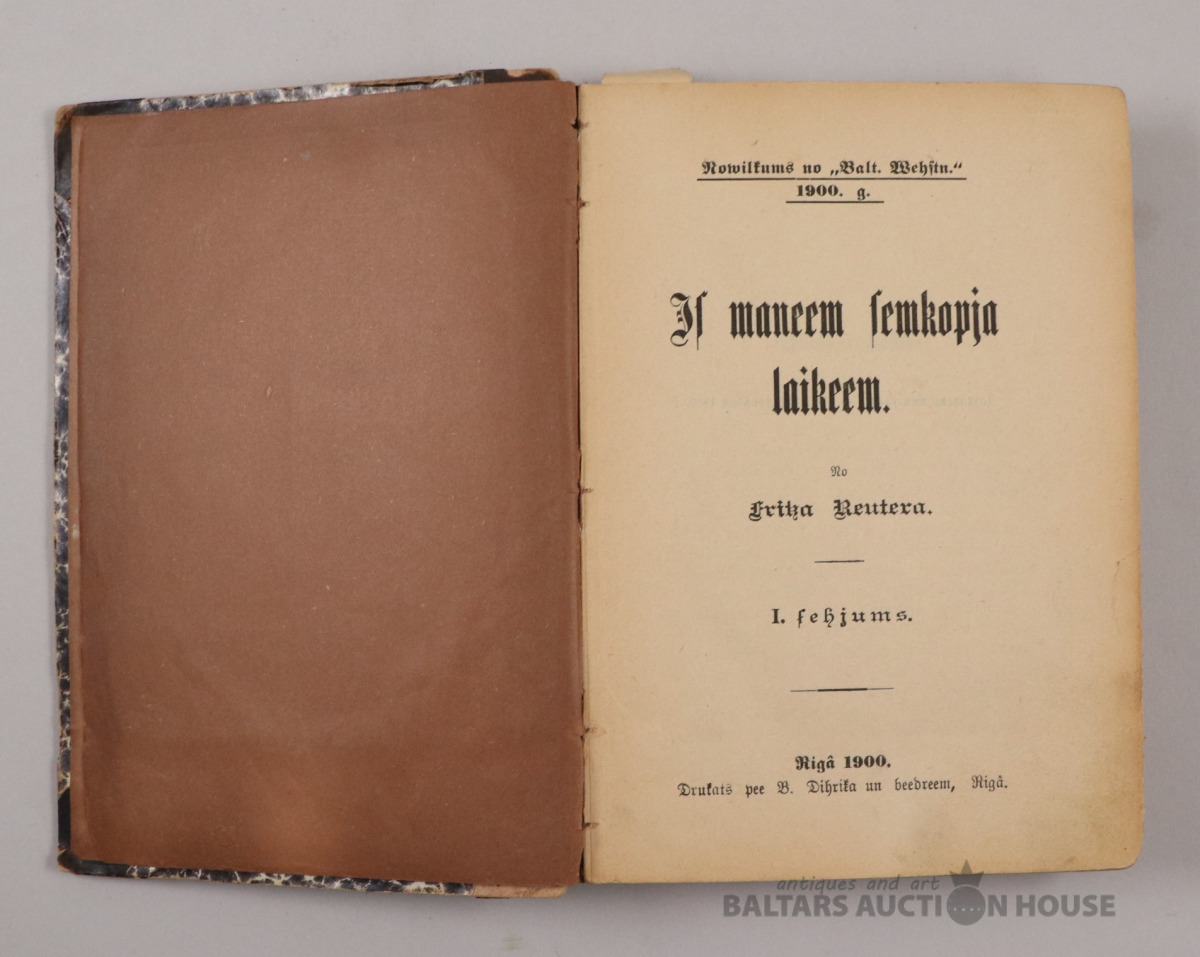 Nowilkums no „Balt. Wehſtn.“
1900. g.
Iſ maneem ſemkopja
laikeem.
No
Fritza Reutera.
I. ſehjums.
Rigâ 1900.
Drukats pee B. Dihrika un beedreem, Rigâ.
antiques and art
BALTARS AUCTION HOUSE